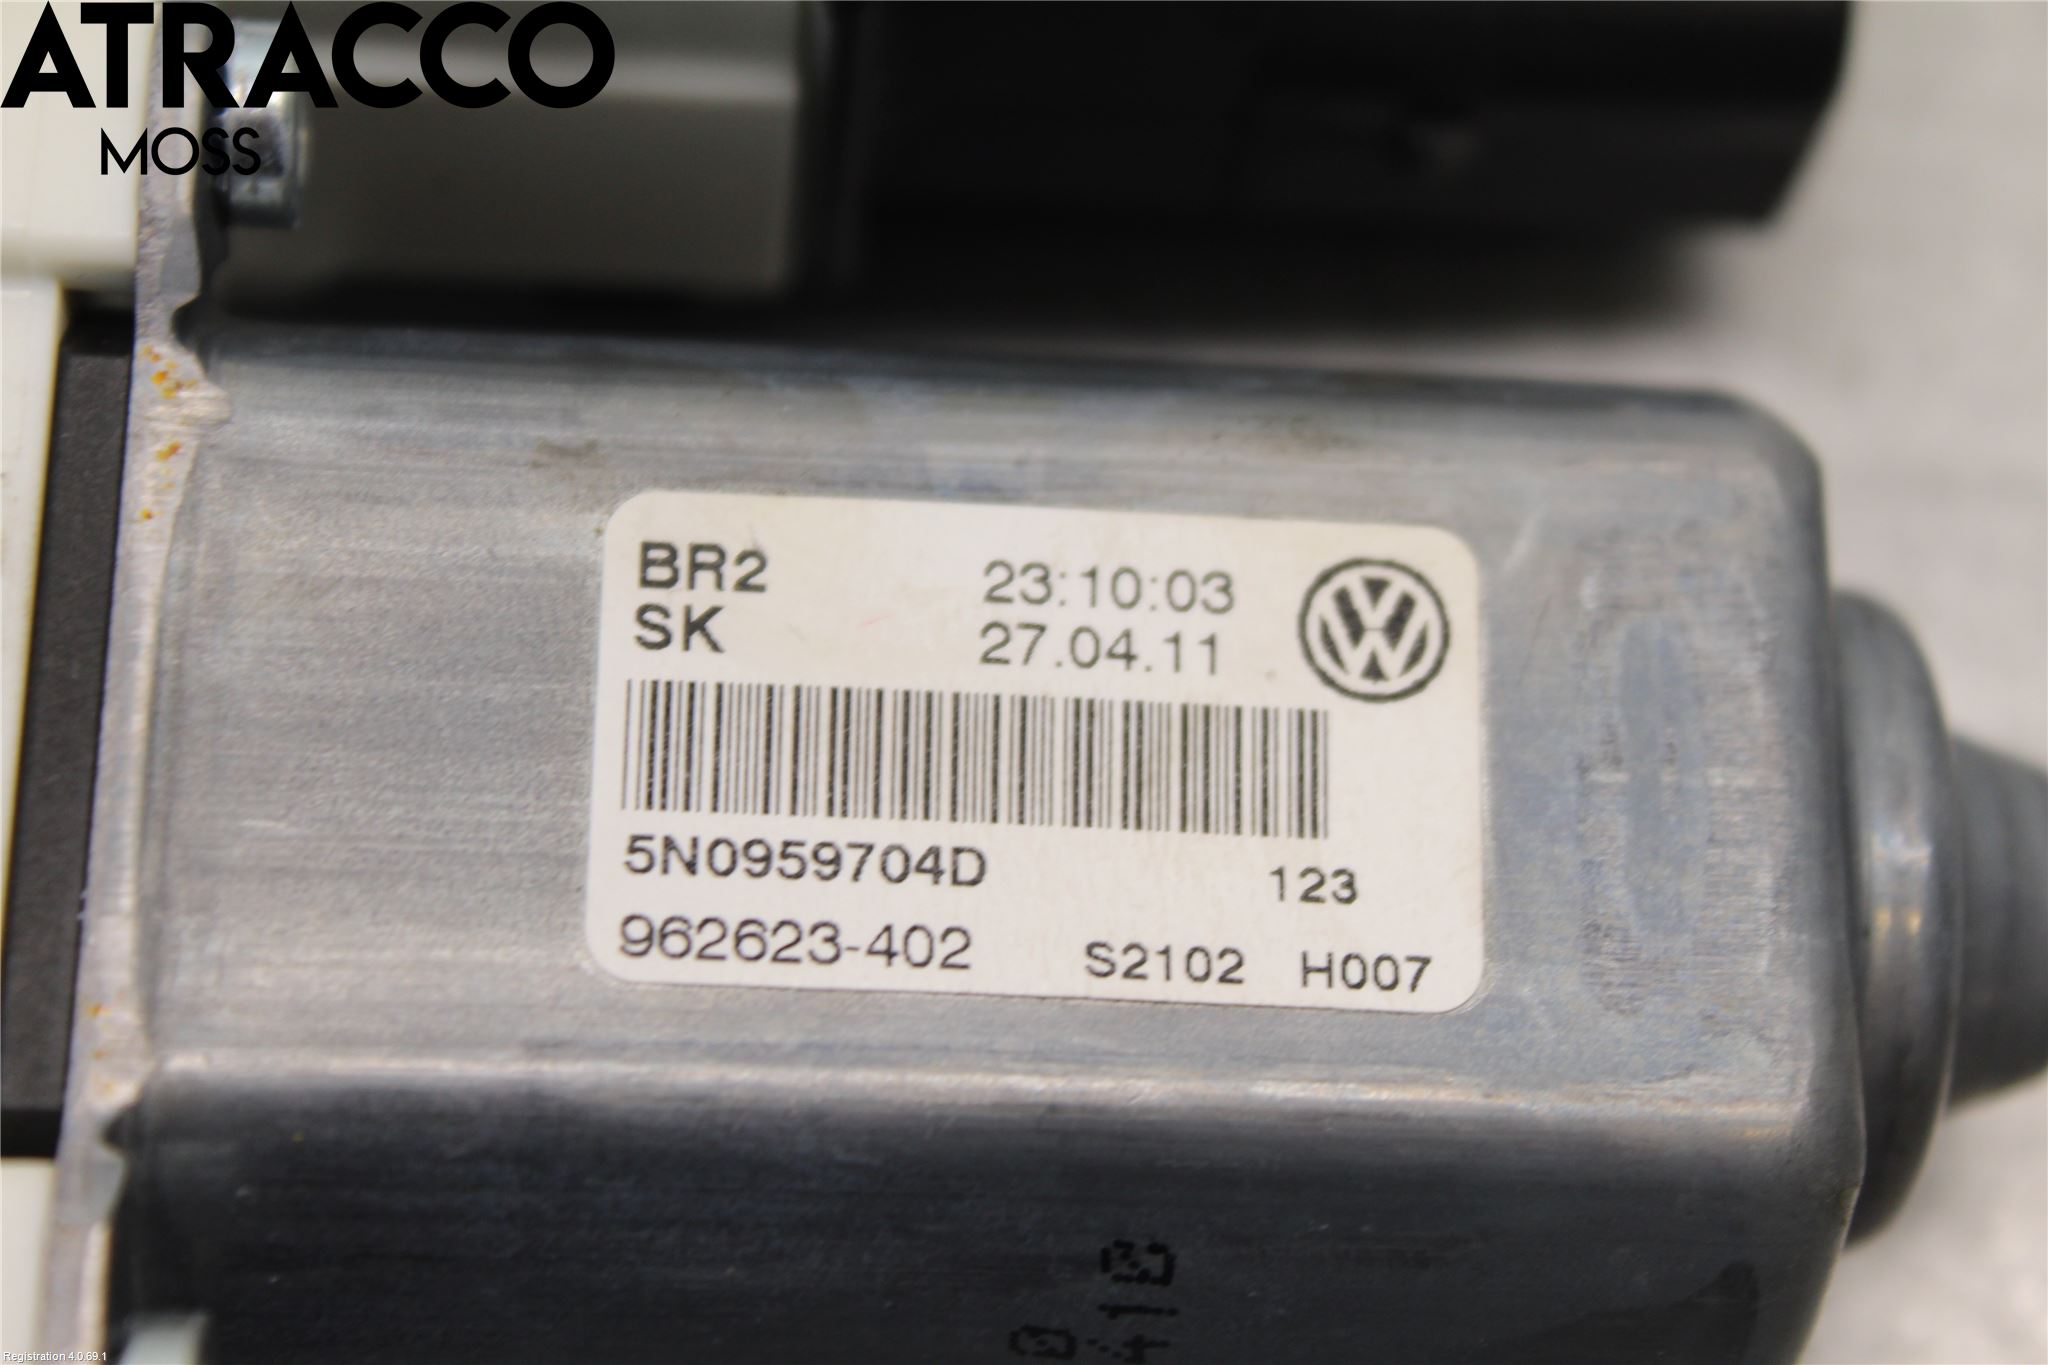 ATRACCO
MOSS
BR2 23:10:03
SK 27.04.11
5N0959704D 123
962623-402 S2102 H007
Registration 4.0.69.1